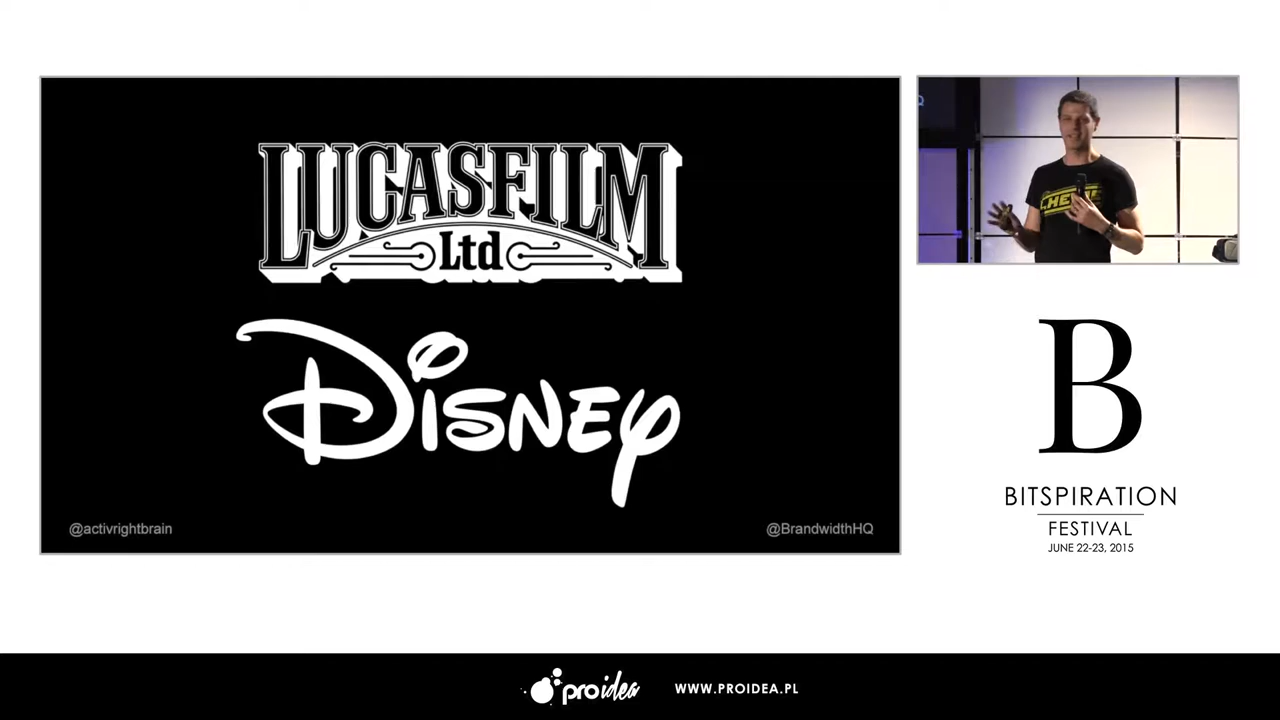 LUCASFILM
Ltd
DISNEY
@activrightbrain
@BrandwidthHQ
B
BITSPIRATION
FESTIVAL
JUNE 22-23, 2015
proidea
WWW.PROIDEA.PL